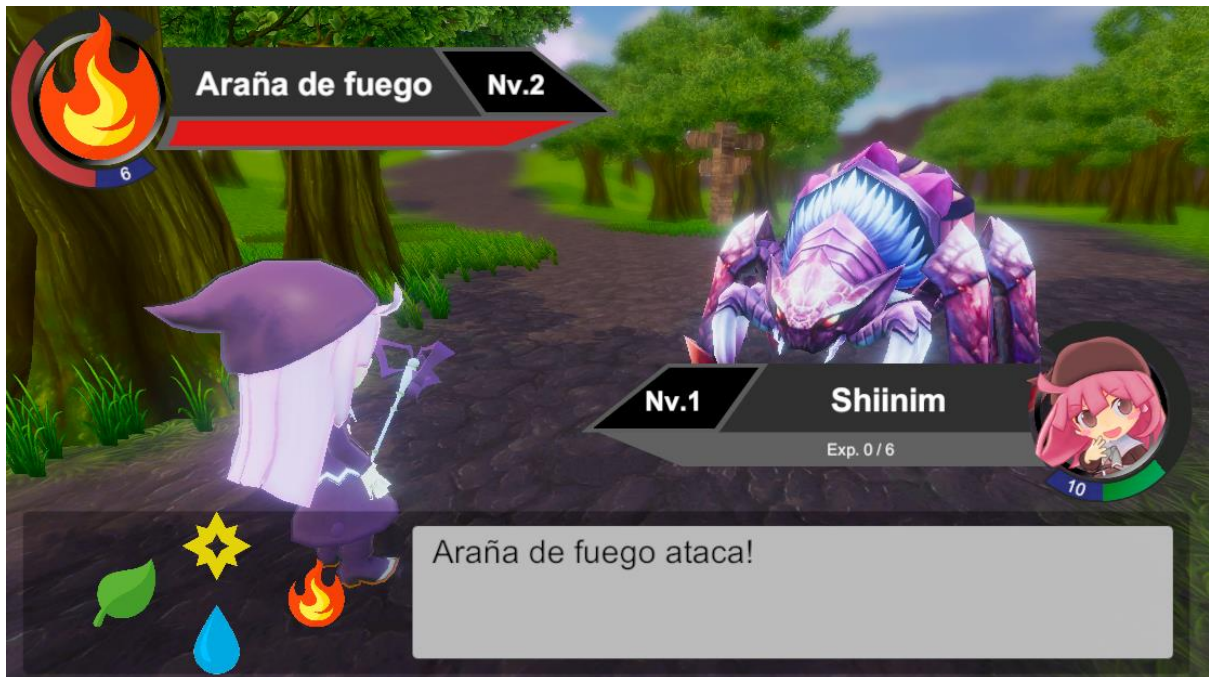 Araña de fuego
Nv.2
6
Nv.1
Shiinim
Exp. 0 / 6
10
Araña de fuego ataca!